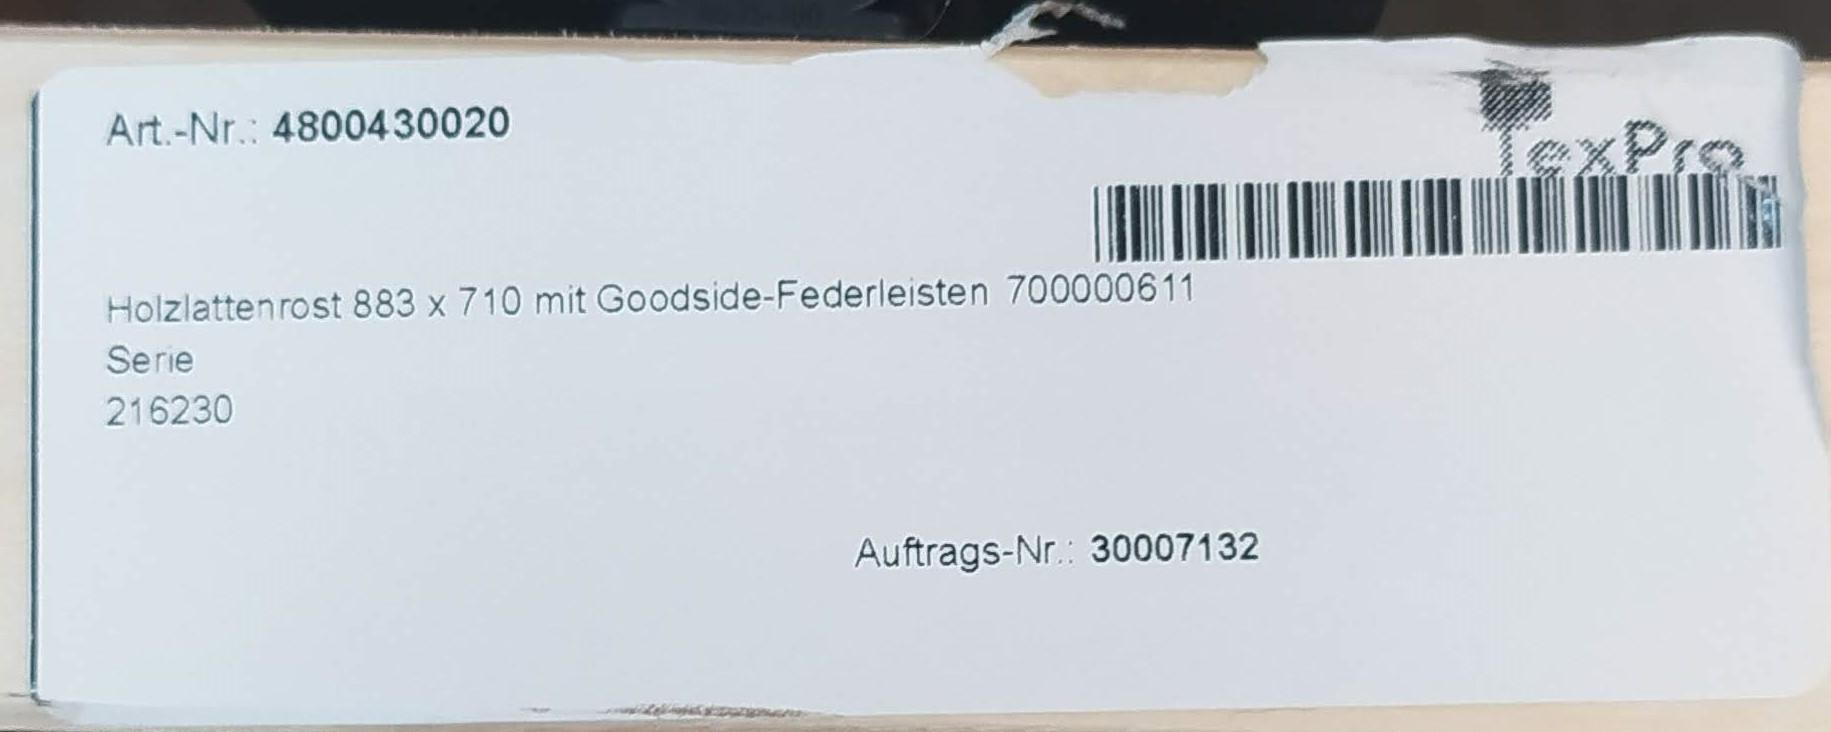 Art.-Nr.: 4800430020
TexPro
Holzlattenrost 883 x 710 mit Goodside-Federleisten 700000611
Serie
216230
Auftrags-Nr.: 30007132